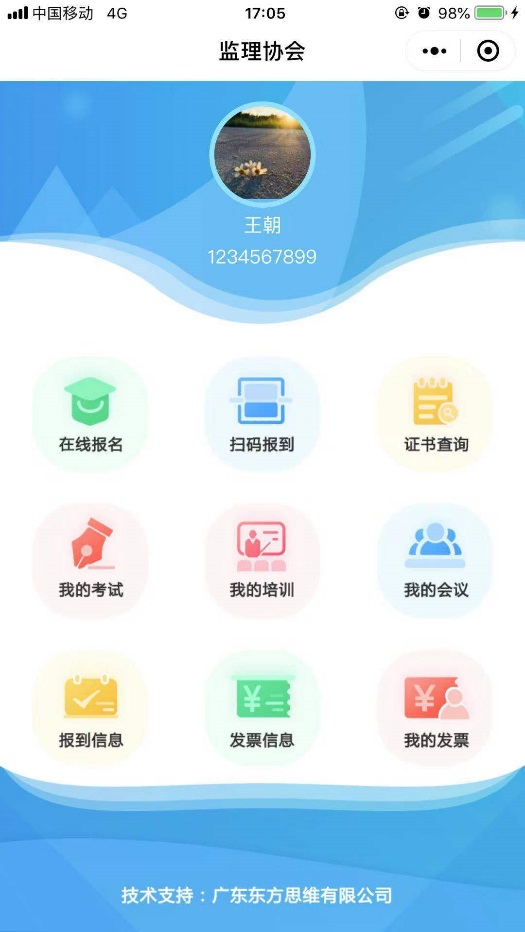 中国移动 4G 17:05 98%
监理协会
王朝
1234567899
在线报名 扫码报到 证书查询
我的考试 我的培训 我的会议
报到信息 发票信息 我的发票
技术支持：广东东方思维有限公司